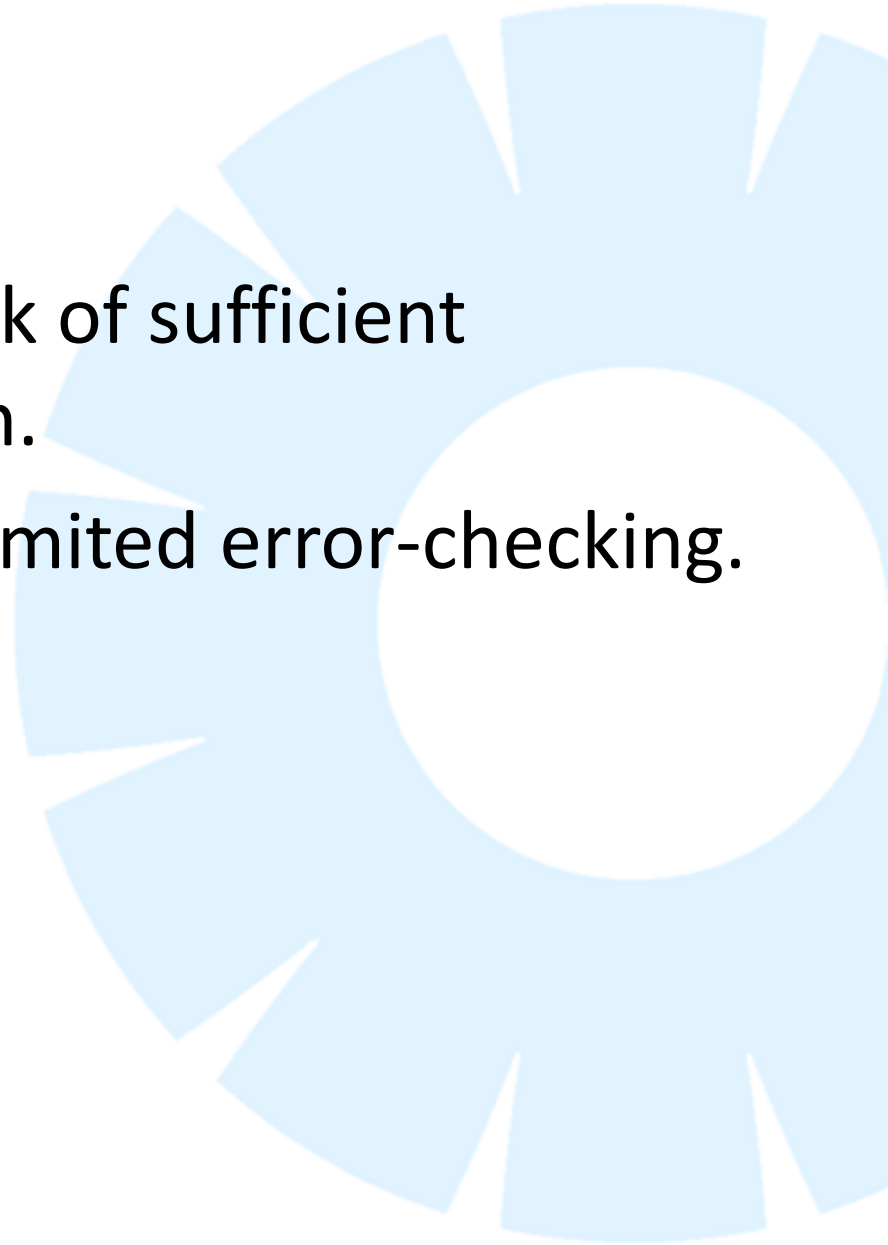 k of sufficient
n.
mited error-checking.